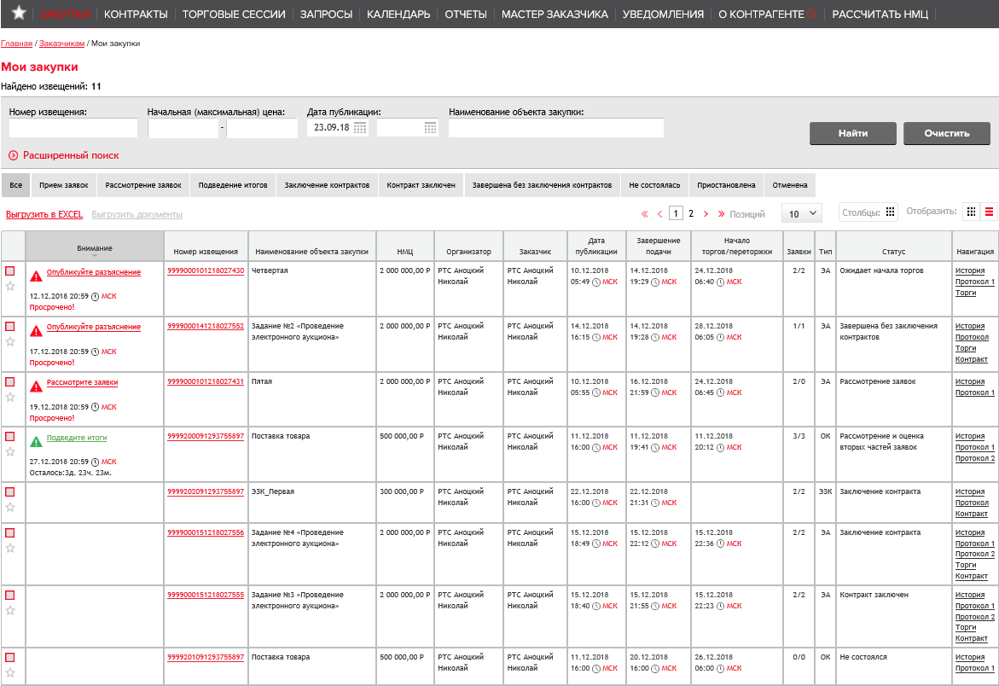 ЗАКУПКИ КОНТРАКТЫ ТОРГОВЫЕ СЕССИИ ЗАПРОСЫ КАЛЕНДАРЬ ОТЧЕТЫ МАСТЕР ЗАКАЗЧИКА УВЕДОМЛЕНИЯ О КОНТРАГЕНТЕ РАССЧИТАТЬ НМЦ
Главная / Заказчикам / Мои закупки
Мои закупки
Найдено извещений: 11
Номер извещения: Начальная (максимальная) цена: Дата публикации: Наименование объекта закупки:
- 23.09.18
Найти Очистить
Расширенный поиск
Все Прием заявок Рассмотрение заявок Подведение итогов Заключение контрактов Контракт заключен Завершена без заключения контрактов Не состоялась Приостановлена Отменена
Выгрузить в EXCEL Выгрузить документы « < 1 2 > » Позиций 10 Столбцы: Отобразить:
Внимание Номер извещения Наименование объекта закупки НМЦ Организатор Заказчик Дата публикации Завершение подачи Начало торгов/переторжки Заявки Тип Статус Навигация
Опубликуйте разъяснение 9999000101218027430 Четвертая 2 000 000,00 Р РТС Аноцкий РТС Аноцкий 10.12.2018 14.12.2018 24.12.2018 2/2 ЭА Ожидает начала торгов История
Николай Николай 05:49 МСК 19:29 МСК 06:40 МСК Протокол 1
12.12.2018 20:59 МСК Торги
Просрочено!
Опубликуйте разъяснение 9999000141218027552 Задание №2 «Проведение 2 000 000,00 Р РТС Аноцкий РТС Аноцкий 14.12.2018 14.12.2018 28.12.2018 1/1 ЭА Завершена без заключения История
электронного аукциона» Николай Николай 16:15 МСК 19:28 МСК 06:05 МСК контрактов Протокол
17.12.2018 20:59 МСК Торги
Просрочено! Контракт
Рассмотрите заявки 9999000101218027431 Пятая 2 000 000,00 Р РТС Аноцкий РТС Аноцкий 10.12.2018 16.12.2018 24.12.2018 2/0 ЭА Рассмотрение заявок История
Николай Николай 05:55 МСК 21:59 МСК 06:45 МСК Протокол 1
19.12.2018 20:59 МСК
Просрочено!
Подведите итоги 9999200091293755897 Поставка товара 500 000,00 Р РТС Аноцкий РТС Аноцкий 11.12.2018 11.12.2018 11.12.2018 3/3 ОК Рассмотрение и оценка История
Николай Николай 16:00 МСК 19:41 МСК 20:12 МСК вторых частей заявок Протокол 1
27.12.2018 20:59 МСК Протокол 2
Осталось:3д. 23ч. 23м.
9999202091293755897 ЭЗК_Первая 300 000,00 Р РТС Аноцкий РТС Аноцкий 22.12.2018 22.12.2018 2/2 ЭЗК Заключение контракта История
Николай Николай 16:00 МСК 21:31 МСК Протокол
Контракт
9999000151218027556 Задание №4 «Проведение 2 000 000,00 Р РТС Аноцкий РТС Аноцкий 15.12.2018 15.12.2018 15.12.2018 2/2 ЭА Заключение контракта История
электронного аукциона» Николай Николай 18:49 МСК 22:12 МСК 22:36 МСК Протокол 1
Протокол 2
Торги
Контракт
9999000151218027555 Задание №3 «Проведение 2 000 000,00 Р РТС Аноцкий РТС Аноцкий 15.12.2018 15.12.2018 15.12.2018 2/2 ЭА Контракт заключен История
электронного аукциона» Николай Николай 18:40 МСК 21:55 МСК 22:23 МСК Протокол 1
Протокол 2
Торги
Контракт
9999201091293755897 Поставка товара 500 000,00 Р РТС Аноцкий РТС Аноцкий 11.12.2018 20.12.2018 26.12.2018 0/0 ОК Не состоялся История
Николай Николай 16:00 МСК 16:00 МСК 06:00 МСК Протокол 1